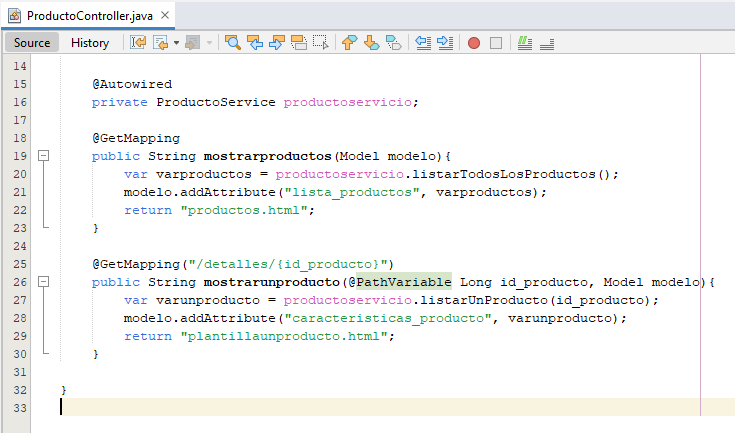 ProductoController.java
Source History
14
15 @Autowired
16 private ProductoService productoservicio;
17
18 @GetMapping
19 public String mostrarproductos(Model modelo){
20 var varproductos = productoservicio.listarTodosLosProductos();
21 modelo.addAttribute("lista_productos", varproductos);
22 return "productos.html";
23 }
24
25 @GetMapping("/detalles/{id_producto}")
26 public String mostrarunproducto(@PathVariable Long id_producto, Model modelo){
27 var varunproducto = productoservicio.listarUnProducto(id_producto);
28 modelo.addAttribute("caracteristicas_producto", varunproducto);
29 return "plantillaunproducto.html";
30 }
31
32 }
33